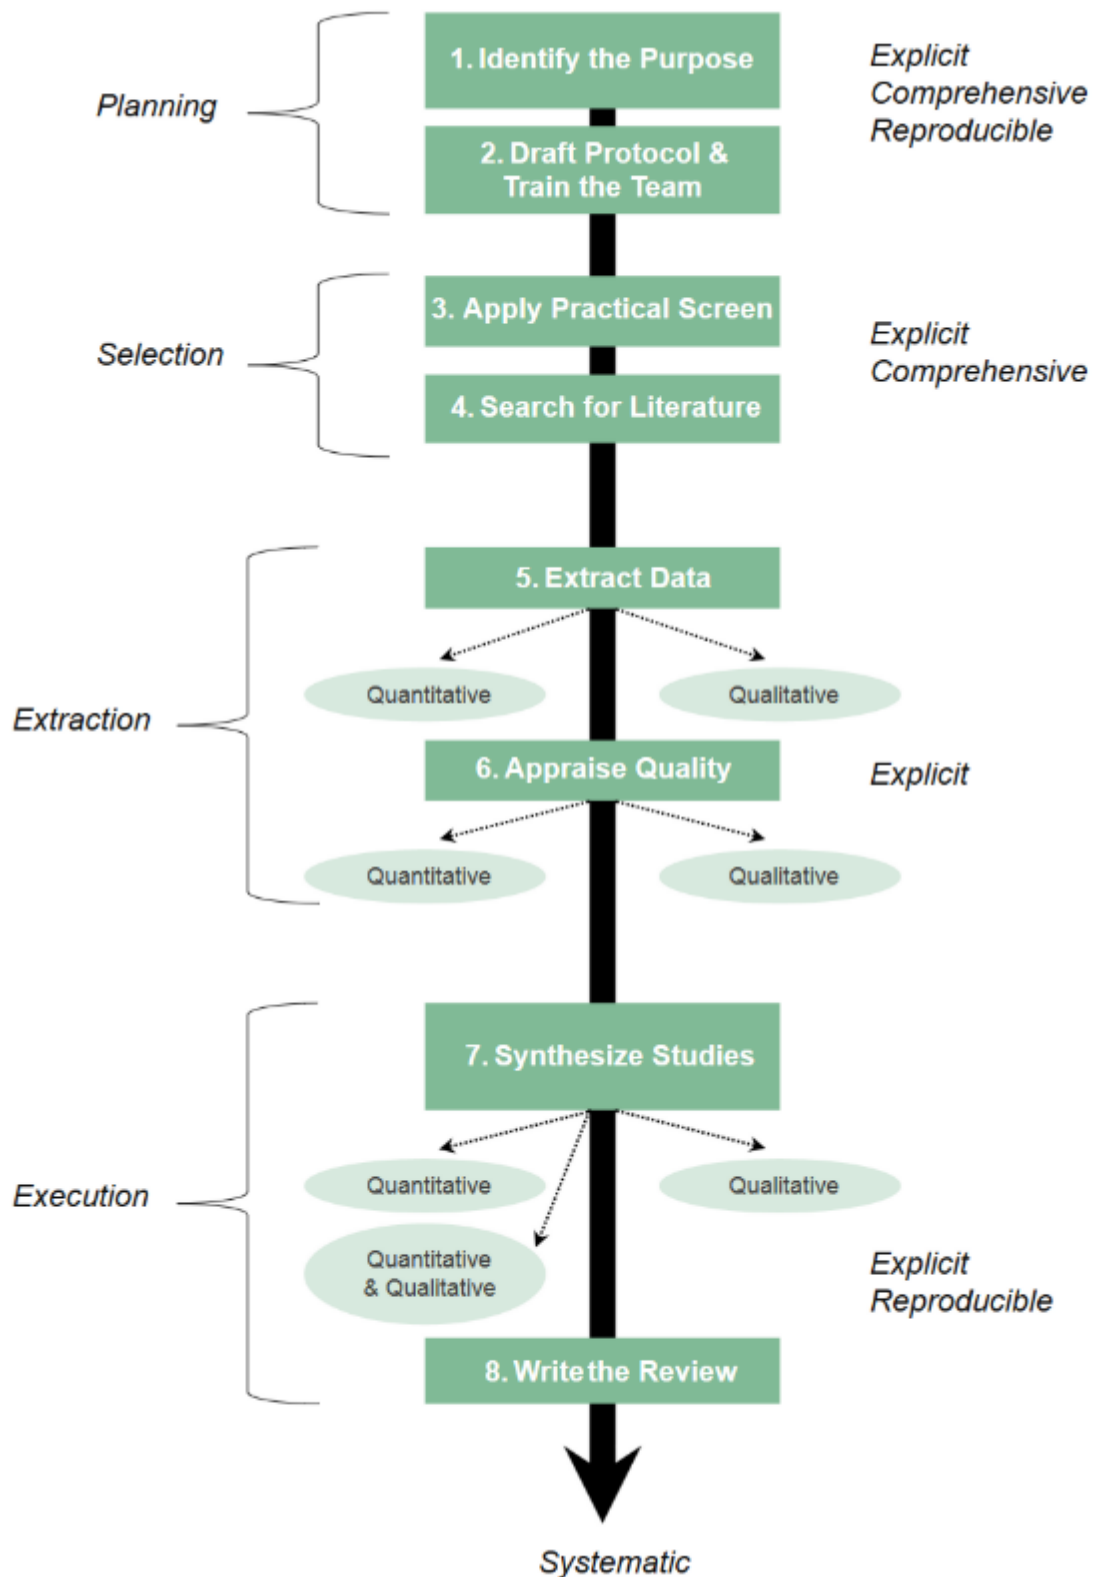 1. Identify the Purpose
Explicit
Comprehensive
Reproducible
Planning
2. Draft Protocol &
Train the Team
3. Apply Practical Screen
Selection
Explicit
Comprehensive
4. Search for Literature
5. Extract Data
Quantitative
Qualitative
Extraction
6. Appraise Quality
Explicit
Quantitative
Qualitative
7. Synthesize Studies
Quantitative
Qualitative
Execution
Quantitative
& Qualitative
Explicit
Reproducible
8. Write the Review
Systematic